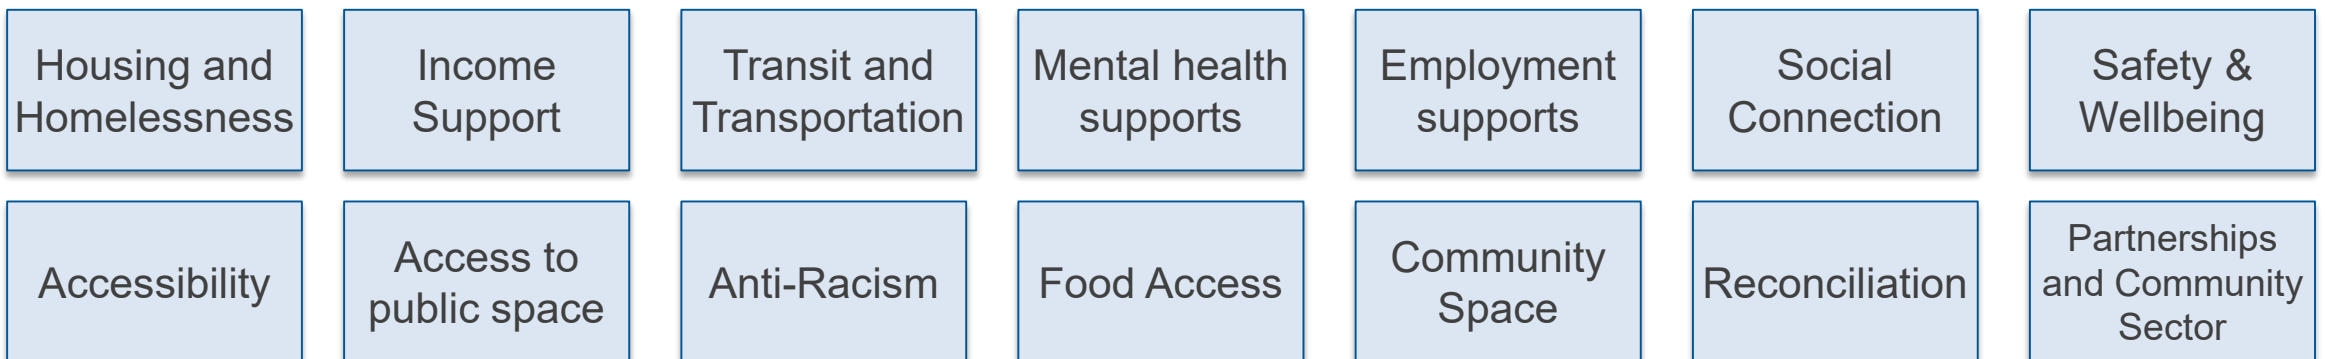 Housing and
Homelessness
Income
Support
Transit and
Transportation
Mental health
supports
Employment
supports
Social
Connection
Safety &
Wellbeing
Accessibility
Access to
public space
Anti-Racism
Food Access
Community
Space
Reconciliation
Partnerships
and Community
Sector